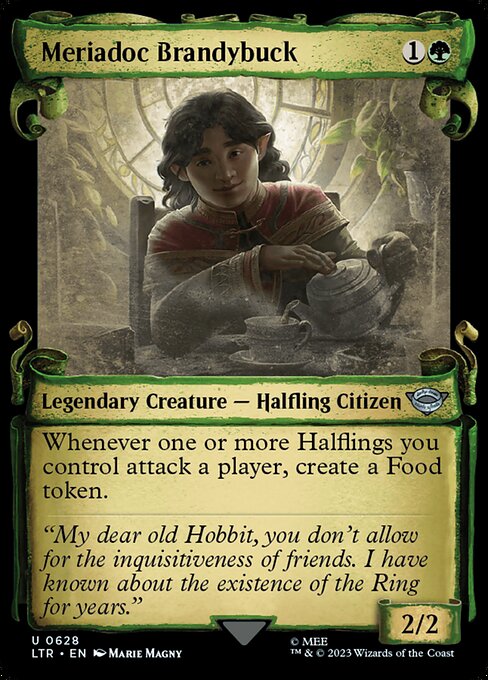 Meriadoc Brandybuck 1
Legendary Creature — Halfling Citizen
Whenever one or more Halflings you
control attack a player, create a Food
token.
“My dear old Hobbit, you don’t allow
for the inquisitiveness of friends. I have
known about the existence of the Ring
for years.”
2/2
U 0628
LTR • EN Marie Magny
© MEE
™ & © 2023 Wizards of the Coast